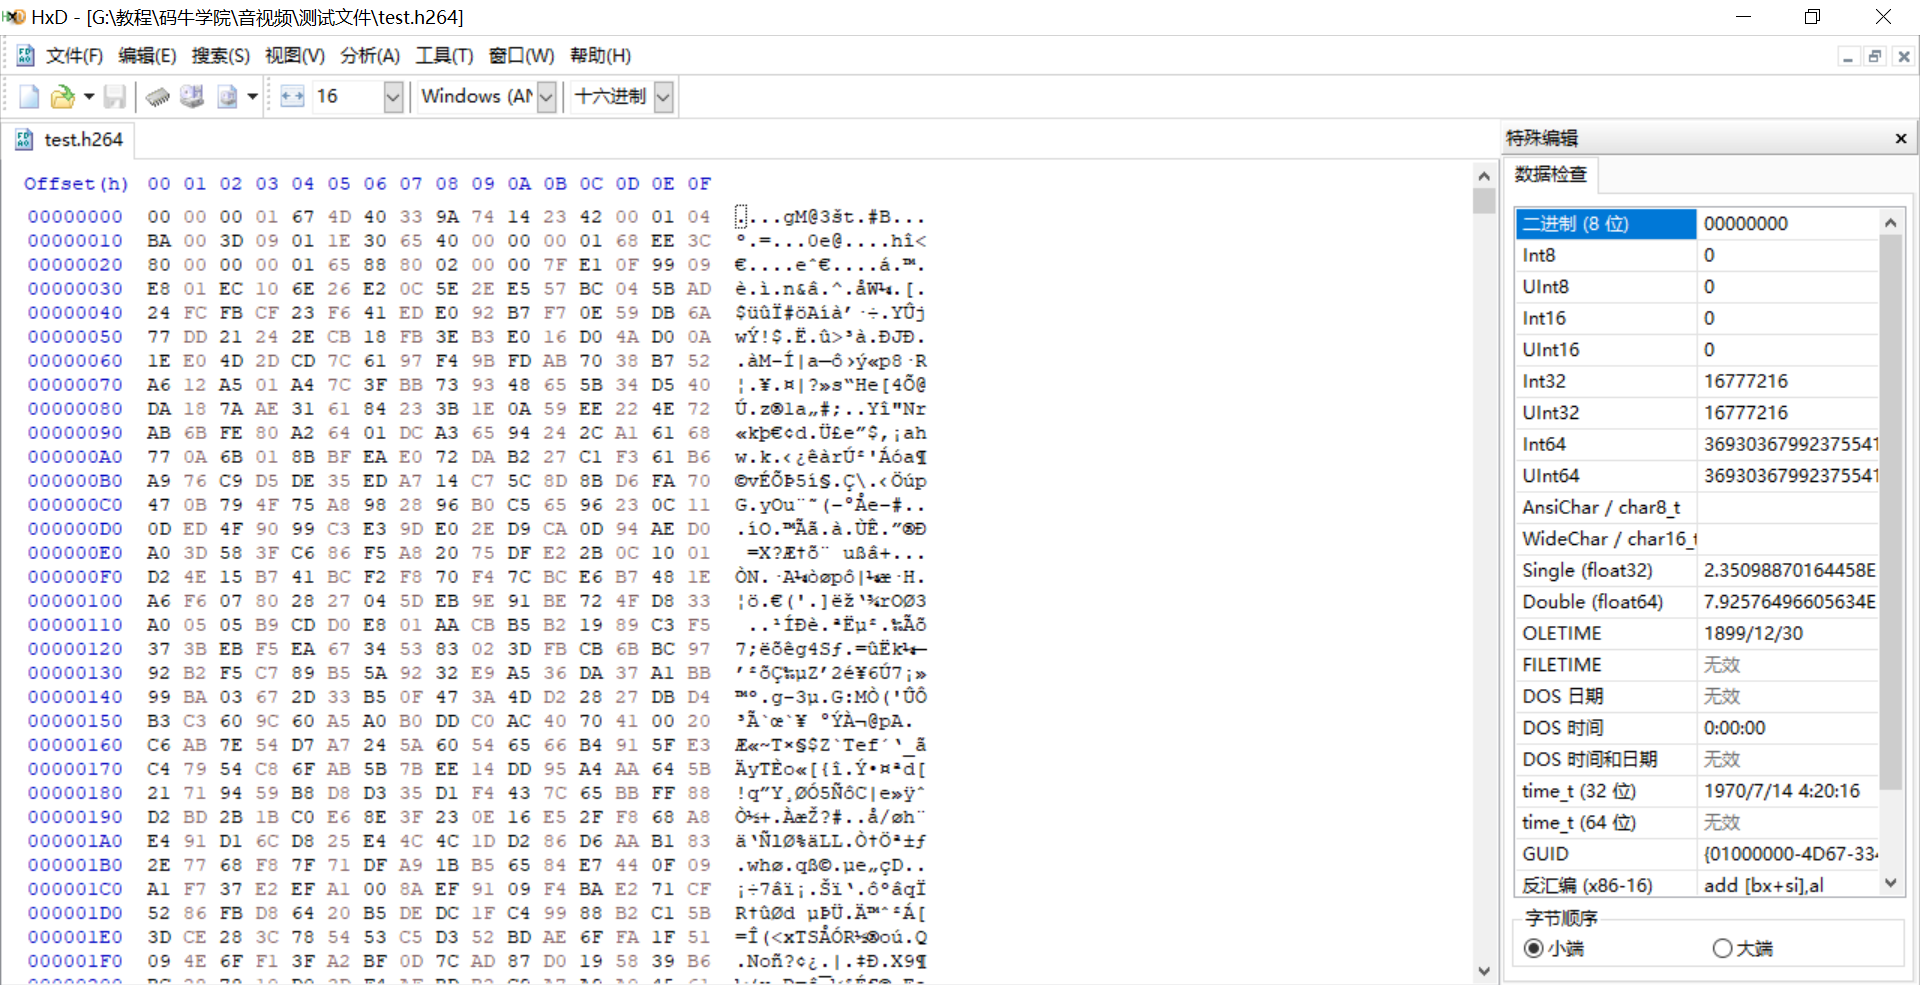 HxD - [G:\教程\码牛学院\音视频\测试文件\test.h264]
文件(F) 编辑(E) 搜索(S) 视图(V) 分析(A) 工具(T) 窗口(W) 帮助(H)
16 Windows (AN 十六进制
test.h264
Offset(h) 00 01 02 03 04 05 06 07 08 09 0A 0B 0C 0D 0E 0F
00000000 00 00 00 01 67 4D 40 33 9A 74 14 23 42 00 01 04 ....gM@3št.#B...
00000010 BA 00 3D 09 01 1E 30 65 40 00 00 00 01 68 EE 3C º.=...0e@....hî<
00000020 80 00 00 00 01 65 88 80 02 00 00 7F E1 0F 99 09 €....eˆ€....á.™.
00000030 E8 01 EC 10 6E 26 E2 0C 5E 2E E5 57 BC 04 5B AD è.ì.n&â.^.åW¼.[.
00000040 24 FC FB CF 23 F6 41 ED E0 92 B7 F7 0E 59 DB 6A $üûÏ#öAíà’·÷.YÛj
00000050 77 DD 21 24 2E CB 18 FB 3E B3 E0 16 D0 4A D0 0A wÝ!$.Ë.û>³à.ÐJÐ.
00000060 1E E0 4D 2D CD 7C 61 97 F4 9B FD AB 70 38 B7 52 .àM-Í|a—ô›ý«p8·R
00000070 A6 12 A5 01 A4 7C 3F BB 73 93 48 65 5B 34 D5 40 ¦.¥.¤|?»s“He[4Õ@
00000080 DA 18 7A AE 31 61 84 23 3B 1E 0A 59 EE 22 4E 72 Ú.z®1a„#;..Yî"Nr
00000090 AB 6B FE 80 A2 64 01 DC A3 65 94 24 2C A1 61 68 «kþ€¢d.Ü£e”$,¡ah
000000A0 77 0A 6B 01 8B BF EA E0 72 DA B2 27 C1 F3 61 B6 w.k.‹¿êàrÚ²'Áóa¶
000000B0 A9 76 C9 D5 DE 35 ED A7 14 C7 5C 8D 8B D6 FA 70 ©vÉÕÞ5í§.Ç\.‹Öúp
000000C0 47 0B 79 4F 75 A8 98 28 96 B0 C5 65 96 23 0C 11 G.yOu¨˜(–°Åe–#..
000000D0 0D ED 4F 90 99 C3 E3 9D E0 2E D9 CA 0D 94 AE D0 .íO.™Ãã.à.ÙÊ.”®Ð
000000E0 A0 3D 58 3F C6 86 F5 A8 20 75 DF E2 2B 0C 10 01  =X?Æ†õ¨ ußâ+...
000000F0 D2 4E 15 B7 41 BC F2 F8 70 F4 7C BC E6 B7 48 1E ÒN.·A¼òøpô|¼æ·H.
00000100 A6 F6 07 80 28 27 04 5D EB 9E 91 BE 72 4F D8 33 ¦ö.€('.]ëž‘¾rOØ3
00000110 A0 05 05 B9 CD D0 E8 01 AA CB B5 B2 19 89 C3 F5  ..¹ÍÐè.ªËµ².‰Ãõ
00000120 37 3B EB F5 EA 67 34 53 83 02 3D FB CB 6B BC 97 7;ëõêg4Sƒ.=ûËk¼—
00000130 92 B2 F5 C7 89 B5 5A 92 32 E9 A5 36 DA 37 A1 BB ’²õÇ‰µZ’2é¥6Ú7¡»
00000140 99 BA 03 67 2D 33 B5 0F 47 3A 4D D2 28 27 DB D4 ™º.g-3µ.G:MÒ('ÛÔ
00000150 B3 C3 60 9C 60 A5 A0 B0 DD C0 AC 40 70 41 00 20 ³Ã`œ`¥ °ÝÀ¬@pA.
00000160 C6 AB 7E 54 D7 A7 24 5A 60 54 65 66 B4 91 5F E3 Æ«~T×§$Z`Tef´‘_ã
00000170 C4 79 54 C8 6F AB 5B 7B EE 14 DD 95 A4 AA 64 5B ÄyTÈo«[{î.Ý•¤ªd[
00000180 21 71 94 59 B8 D8 D3 35 D1 F4 43 7C 65 BB FF 88 !q”Y¸ØÓ5ÑôC|e»ÿˆ
00000190 D2 BD 2B 1B C0 E6 8E 3F 23 0E 16 E5 2F F8 68 A8 Ò½+.ÀæŽ?#..å/øh¨
000001A0 E4 91 D1 6C D8 25 E4 4C 4C 1D D2 86 D6 AA B1 83 ä‘ÑlØ%äLL.Ò†Öª±ƒ
000001B0 2E 77 68 F8 7F 71 DF A9 1B B5 65 84 E7 44 0F 09 .whø.qß©.µe„çD..
000001C0 A1 F7 37 E2 EF A1 00 8A EF 91 09 F4 BA E2 71 CF ¡÷7âï¡.Šï‘.ôºâqÏ
000001D0 52 86 FB D8 64 20 B5 DE DC 1F C4 99 88 B2 C1 5B R†ûØd µÞÜ.Ä™ˆ²Á[
000001E0 3D CE 28 3C 78 54 53 C5 D3 52 BD AE 6F FA 1F 51 =Î(<xTSÅÓR½®oú.Q
000001F0 09 4E 6F F1 3F A2 BF 0D 7C AD 87 D0 19 58 39 B6 .Noñ?¢¿.|.‡Ð.X9¶
特殊编辑
数据检查
二进制 (8 位) 00000000
Int8 0
UInt8 0
Int16 0
UInt16 0
Int32 16777216
UInt32 16777216
Int64 36930367992375541
UInt64 36930367992375541
AnsiChar / char8_t
WideChar / char16_t
Single (float32) 2.35098870164458E
Double (float64) 7.92576496605634E
OLETIME 1899/12/30
FILETIME 无效
DOS 日期 无效
DOS 时间 0:00:00
DOS 时间和日期 无效
time_t (32 位) 1970/7/14 4:20:16
time_t (64 位) 无效
GUID {01000000-4D67-334
反汇编 (x86-16) add [bx+si],al
字节顺序
小端 大端